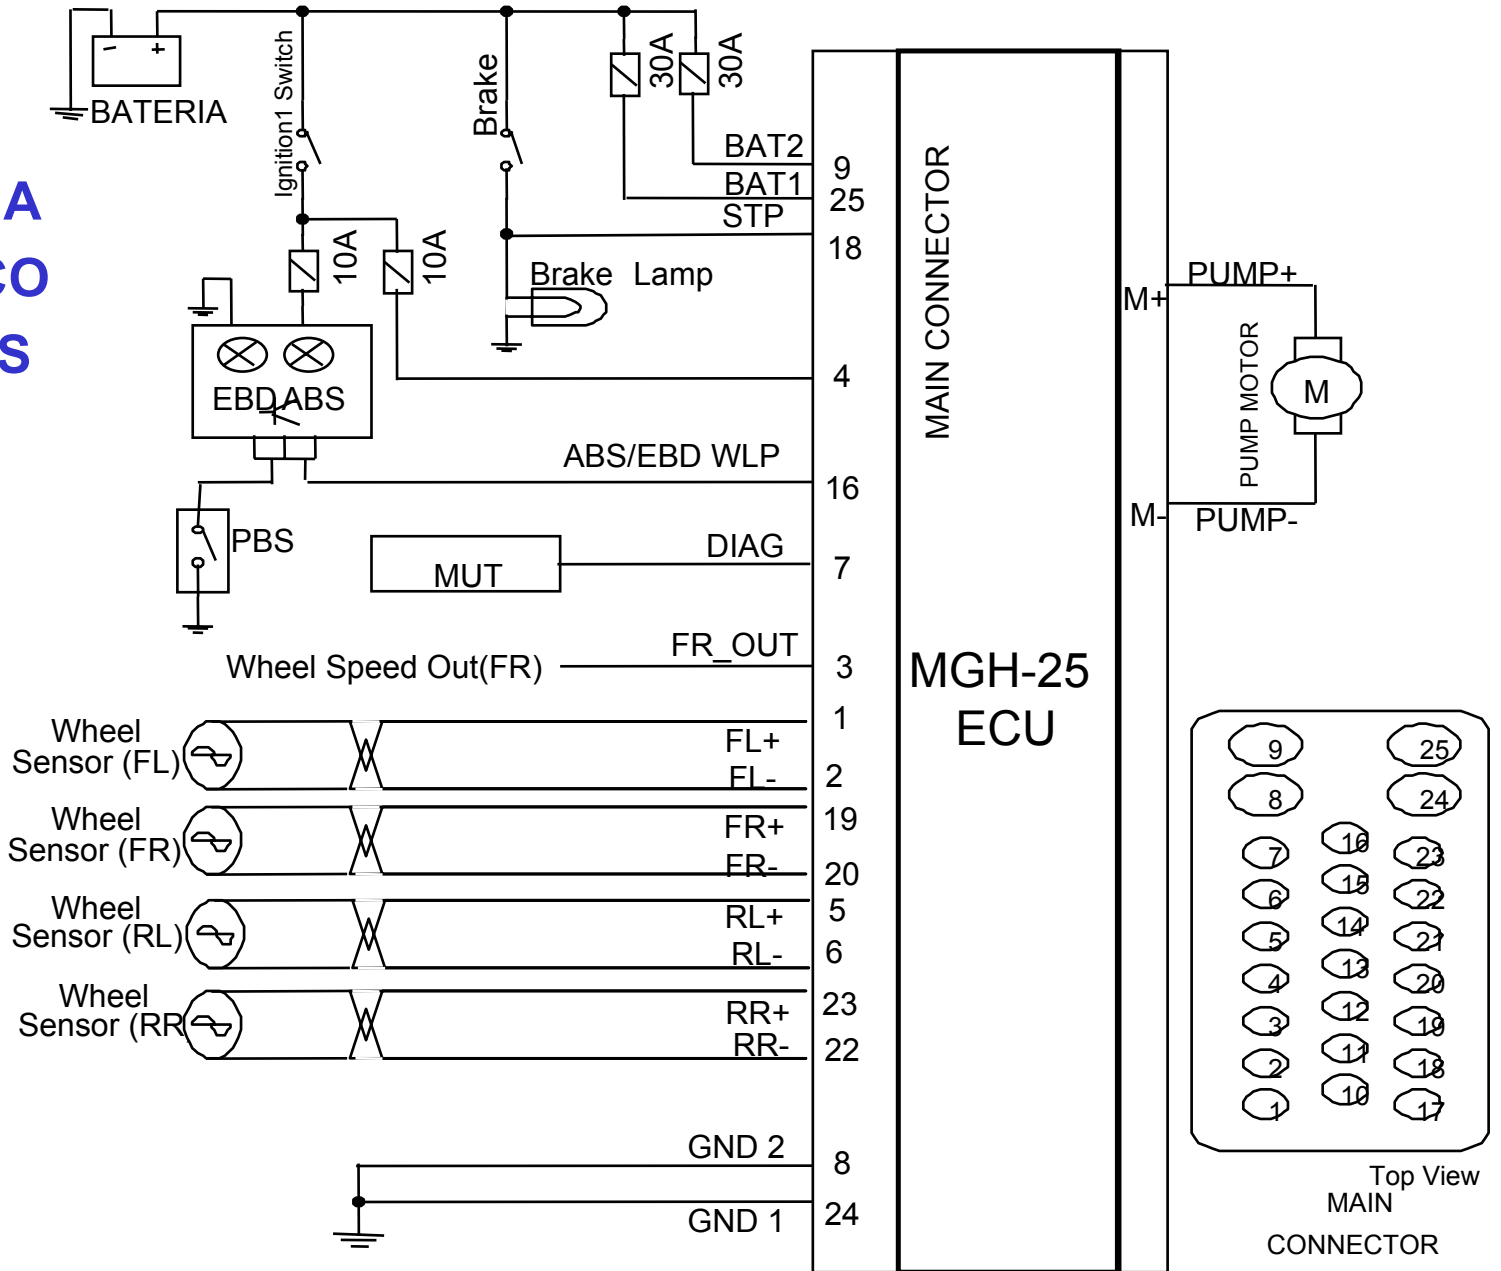 - +
BATERIA
Ignition1 Switch
Brake
30A
30A
A
CO
S
10A
10A
BAT2
9
BAT1
25
STP
18
Brake Lamp
EBD ABS
4
ABS/EBD WLP
16
PBS
MUT
DIAG
7
Wheel Speed Out(FR)
FR_OUT
3
MAIN CONNECTOR
MGH-25
ECU
M+
PUMP+
PUMP MOTOR
M
M-
PUMP-
Wheel
Sensor (FL)
1
FL+
FL-
2
Wheel
Sensor (FR)
19
FR+
FR-
20
Wheel
Sensor (RL)
5
RL+
RL-
6
Wheel
Sensor (RR
23
RR+
RR-
22
GND 2
8
GND 1
24
9 25
8 24
7 16 23
6 15 22
5 14 21
4 13 20
3 12 19
2 11 18
1 10 17
Top View
MAIN
CONNECTOR